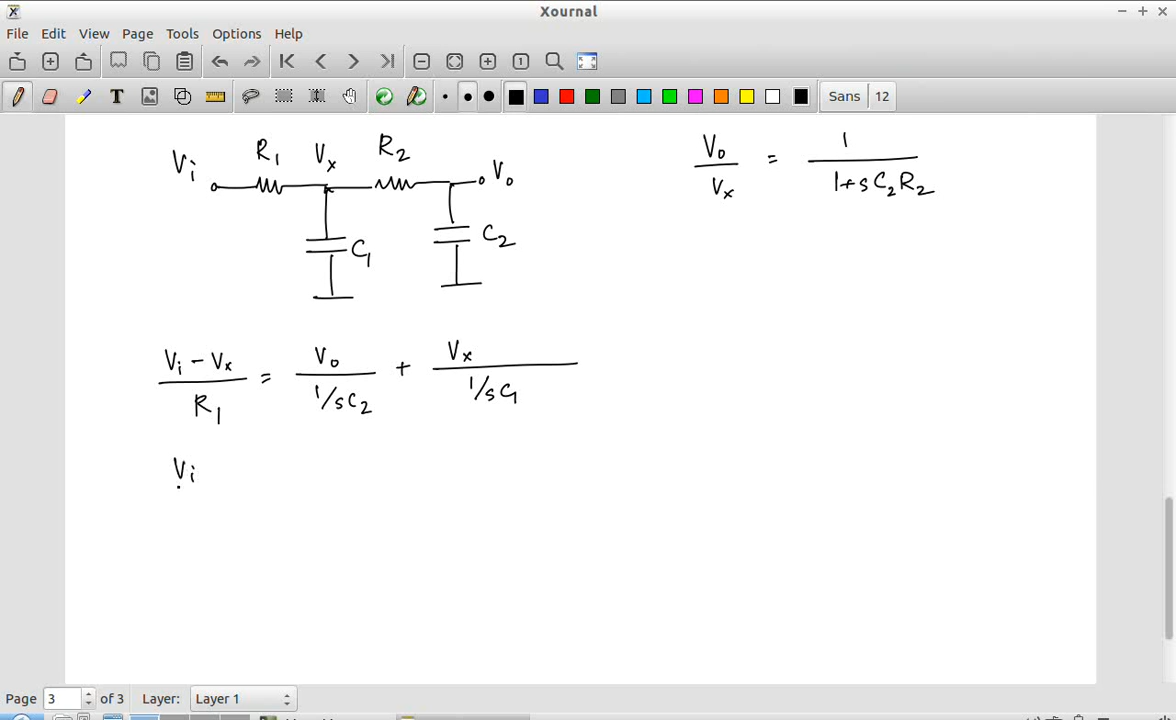 Xournal
File Edit View Page Tools Options Help
Sans 12
Vi R1 Vx R2 Vo
C1 C2
Vo/Vx = 1/(1+sC2R2)
(Vi − Vx)/R1 = Vo/(1/sC2) + Vx/(1/sC1)
Vi
Page 3 of 3 Layer: Layer 1